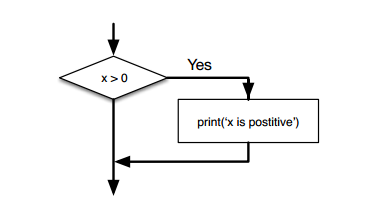 Yes
x > 0
print(‘x is postitive’)